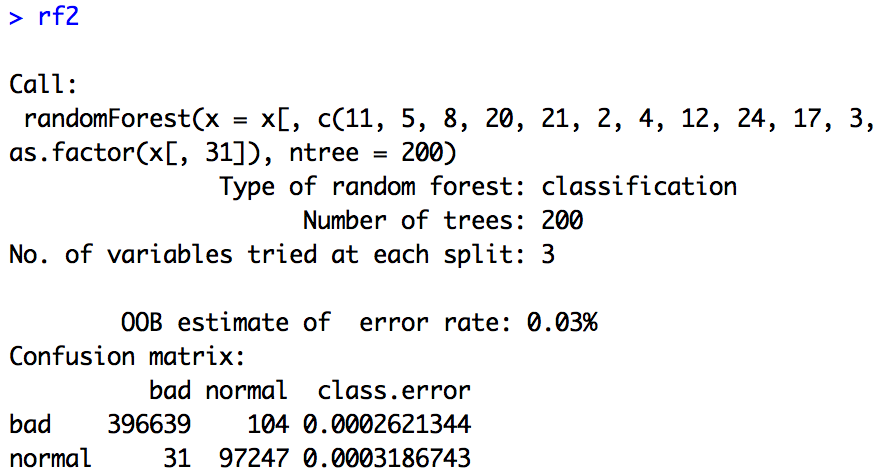 > rf2
Call:
randomForest(x = x[, c(11, 5, 8, 20, 21, 2, 4, 12, 24, 17, 3,
as.factor(x[, 31]), ntree = 200)
Type of random forest: classification
Number of trees: 200
No. of variables tried at each split: 3
OOB estimate of  error rate: 0.03%
Confusion matrix:
bad normal  class.error
bad    396639    104 0.0002621344
normal     31  97247 0.0003186743